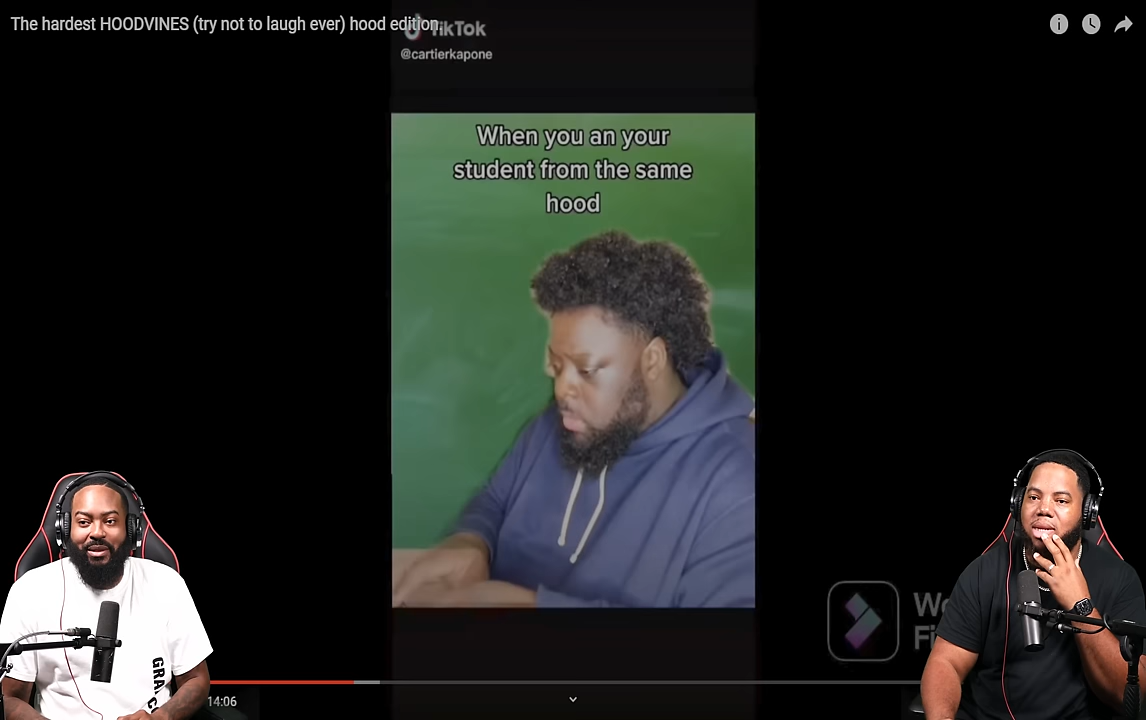 The hardest HOODVINES (try not to laugh ever) hood edition.
TikTok
@cartierkapone
When you an your
student from the same
hood
GRA
14:06